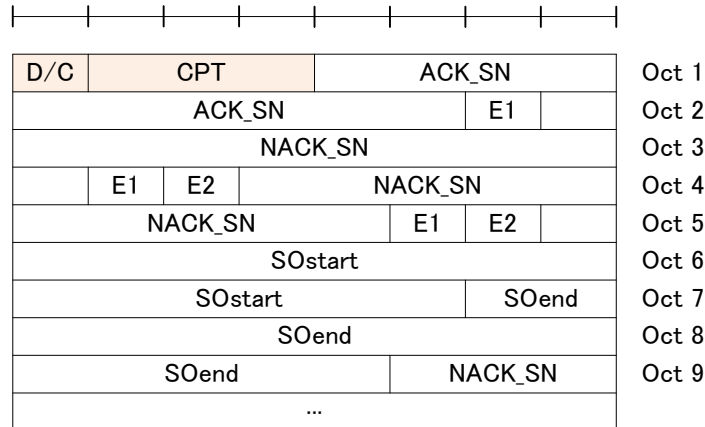 D/C CPT ACK_SN Oct 1
ACK_SN E1 Oct 2
NACK_SN Oct 3
E1 E2 NACK_SN Oct 4
NACK_SN E1 E2 Oct 5
SOstart Oct 6
SOstart SOend Oct 7
SOend Oct 8
SOend NACK_SN Oct 9
...